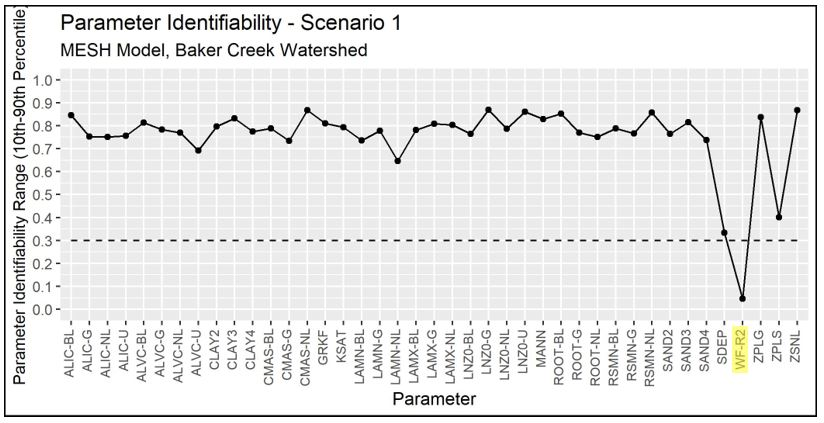 Parameter Identifiability - Scenario 1
MESH Model, Baker Creek Watershed
Parameter Identifiability Range (10th-90th Percentile)
1.0
0.9
0.8
0.7
0.6
0.5
0.4
0.3
0.2
0.1
0.0
ALIC-BL
ALIC-G
ALIC-NL
ALIC-U
ALVC-BL
ALVC-G
ALVC-NL
ALVC-U
CLAY2
CLAY3
CLAY4
CMAS-BL
CMAS-G
CMAS-NL
GRKF
KSAT
LAMN-BL
LAMN-G
LAMN-NL
LAMX-BL
LAMX-G
LAMX-NL
LNZ0-BL
LNZ0-G
LNZ0-NL
LNZ0-U
MANN
ROOT-BL
ROOT-G
ROOT-NL
RSMN-BL
RSMN-G
RSMN-NL
SAND2
SAND3
SAND4
SDEP
WF-R2
ZPLG
ZPLS
ZSNL
Parameter